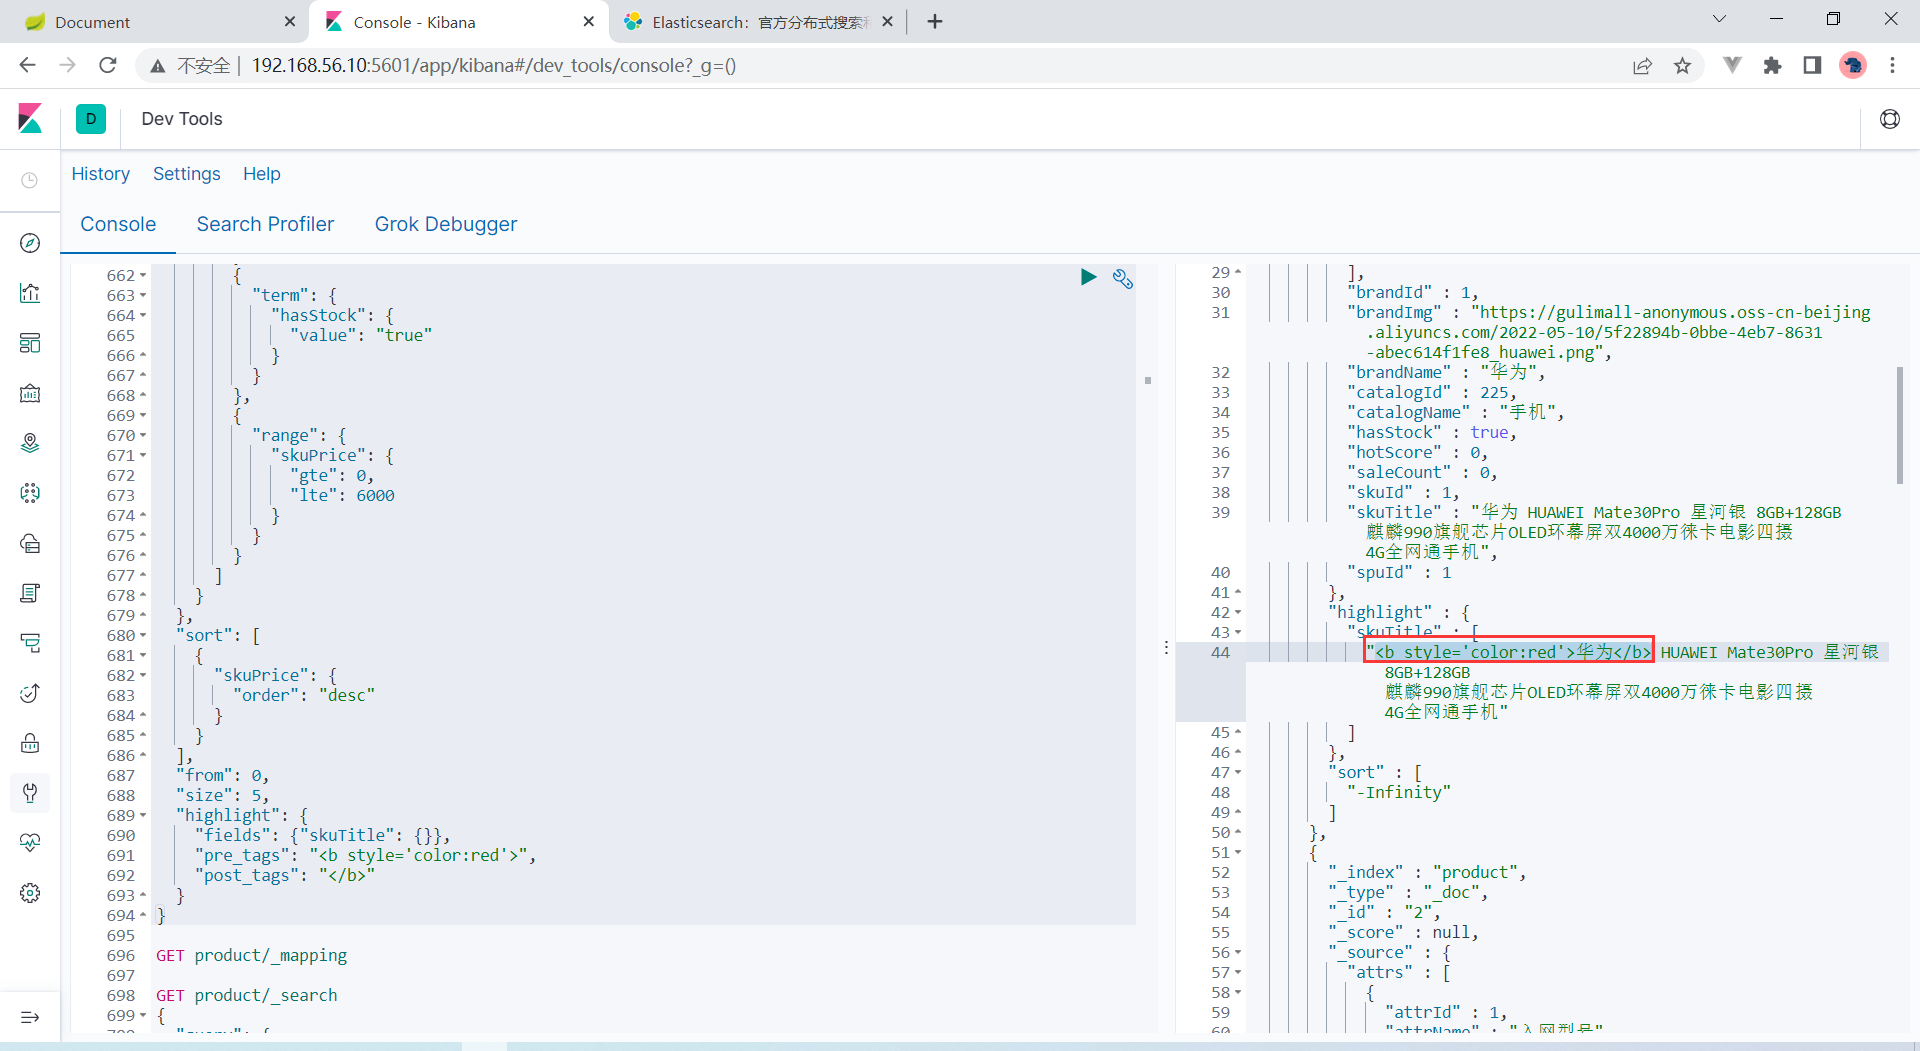 Document
Console - Kibana
Elasticsearch：官方分布式搜索和
不安全 | 192.168.56.10:5601/app/kibana#/dev_tools/console?_g=()
D
Dev Tools
History Settings Help
Console Search Profiler Grok Debugger
662 {
663 "term": {
664 "hasStock": {
665 "value": "true"
666 }
667 }
668 },
669 {
670 "range": {
671 "skuPrice": {
672 "gte": 0,
673 "lte": 6000
674 }
675 }
676 }
677 ]
678 }
679 },
680 "sort": [
681 {
682 "skuPrice": {
683 "order": "desc"
684 }
685 }
686 ],
687 "from": 0,
688 "size": 5,
689 "highlight": {
690 "fields": {"skuTitle": {}},
691 "pre_tags": "<b style='color:red'>",
692 "post_tags": "</b>"
693 }
694 }
695
696 GET product/_mapping
697
698 GET product/_search
699 {
700 "query": {
29 ],
30 "brandId" : 1,
31 "brandImg" : "https://gulimall-anonymous.oss-cn-beijing
.aliyuncs.com/2022-05-10/5f22894b-0bbe-4eb7-8631
-abec614f1fe8_huawei.png",
32 "brandName" : "华为",
33 "catalogId" : 225,
34 "catalogName" : "手机",
35 "hasStock" : true,
36 "hotScore" : 0,
37 "saleCount" : 0,
38 "skuId" : 1,
39 "skuTitle" : "华为 HUAWEI Mate30Pro 星河银 8GB+128GB
麒麟990旗舰芯片OLED环幕屏双4000万徕卡电影四摄
4G全网通手机",
40 "spuId" : 1
41 },
42 "highlight" : {
43 "skuTitle" : [
44 "<b style='color:red'>华为</b> HUAWEI Mate30Pro 星河银
8GB+128GB
麒麟990旗舰芯片OLED环幕屏双4000万徕卡电影四摄
4G全网通手机"
45 ]
46 },
47 "sort" : [
48 "-Infinity"
49 ]
50 },
51 {
52 "_index" : "product",
53 "_type" : "_doc",
54 "_id" : "2",
55 "_score" : null,
56 "_source" : {
57 "attrs" : [
58 {
59 "attrId" : 1,
60 "attrName" : "入网型号"